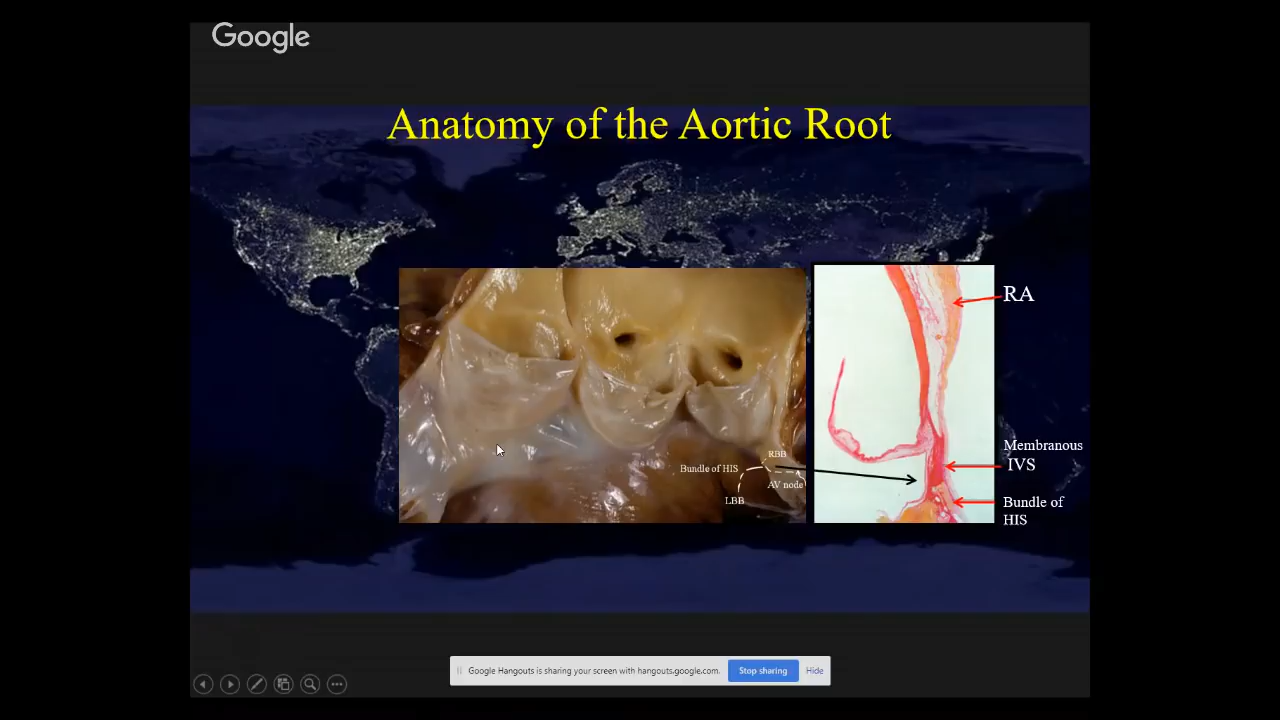 Google
Anatomy of the Aortic Root
RA
Membranous
IVS
RBB
Bundle of HIS
AV node
LBB
Bundle of
HIS
Google Hangouts is sharing your screen with hangouts.google.com.
Stop sharing
Hide